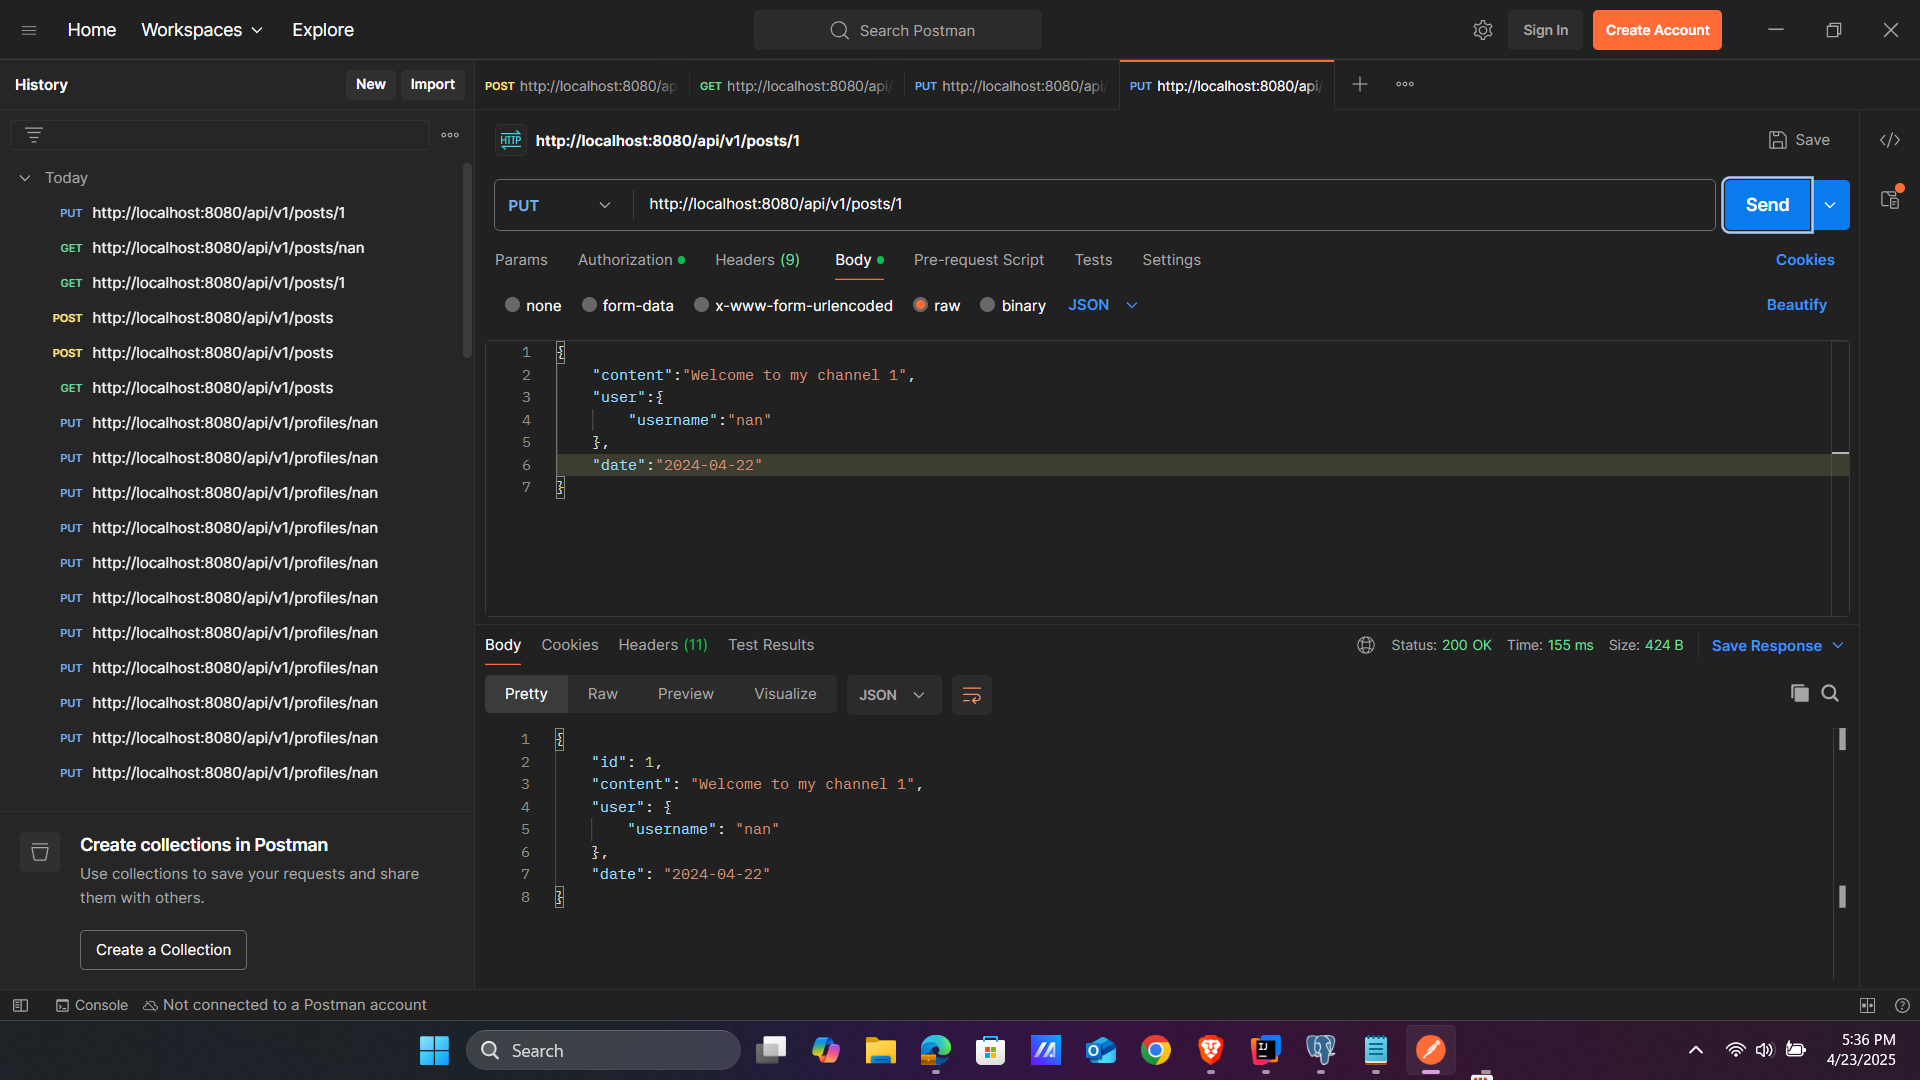 Home
Workspaces
Explore
Search Postman
Sign In
Create Account
History
New
Import
POST http://localhost:8080/ap
GET http://localhost:8080/api/
PUT http://localhost:8080/api/
PUT http://localhost:8080/api/
HTTP http://localhost:8080/api/v1/posts/1
Save
Today
PUT http://localhost:8080/api/v1/posts/1
GET http://localhost:8080/api/v1/posts/nan
GET http://localhost:8080/api/v1/posts/1
POST http://localhost:8080/api/v1/posts
POST http://localhost:8080/api/v1/posts
GET http://localhost:8080/api/v1/posts
PUT http://localhost:8080/api/v1/profiles/nan
PUT http://localhost:8080/api/v1/profiles/nan
PUT http://localhost:8080/api/v1/profiles/nan
PUT http://localhost:8080/api/v1/profiles/nan
PUT http://localhost:8080/api/v1/profiles/nan
PUT http://localhost:8080/api/v1/profiles/nan
PUT http://localhost:8080/api/v1/profiles/nan
PUT http://localhost:8080/api/v1/profiles/nan
PUT http://localhost:8080/api/v1/profiles/nan
PUT http://localhost:8080/api/v1/profiles/nan
PUT http://localhost:8080/api/v1/profiles/nan
Create collections in Postman
Use collections to save your requests and share
them with others.
Create a Collection
PUT
http://localhost:8080/api/v1/posts/1
Send
Params
Authorization
Headers (9)
Body
Pre-request Script
Tests
Settings
Cookies
none
form-data
x-www-form-urlencoded
raw
binary
JSON
Beautify
1 {
2 "content":"Welcome to my channel 1",
3 "user":{
4 "username":"nan"
5 },
6 "date":"2024-04-22"
7 }
Body
Cookies
Headers (11)
Test Results
Status: 200 OK
Time: 155 ms
Size: 424 B
Save Response
Pretty
Raw
Preview
Visualize
JSON
1 {
2 "id": 1,
3 "content": "Welcome to my channel 1",
4 "user": {
5 "username": "nan"
6 },
7 "date": "2024-04-22"
8 }
Console
Not connected to a Postman account
Search
5:36 PM
4/23/2025